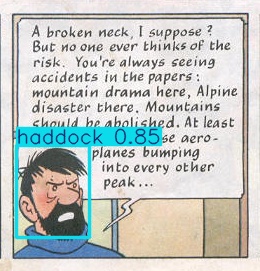 A broken neck, I suppose?
But no one ever thinks of the
risk. You're always seeing
accidents in the papers:
mountain drama here, Alpine
disaster there. Mountains
should be abolished. At least
haddock 0.85
se aero-
planes bumping
into every other
peak...